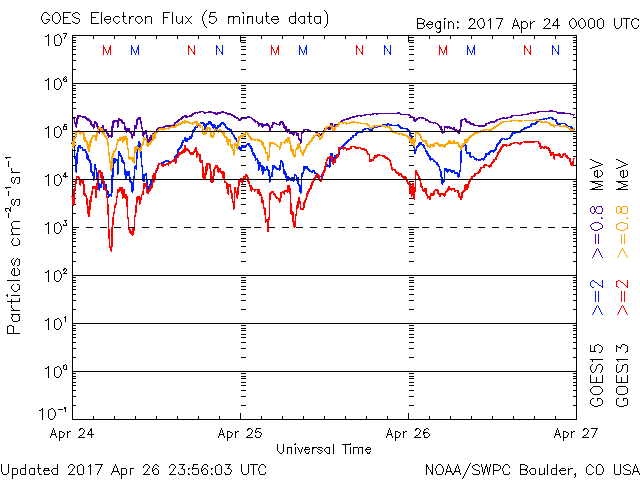 GOES Electron Flux (5 minute data)
Begin: 2017 Apr 24 0000 UTC
M M N N M M N N M M N N
10⁷
10⁶
10⁵
10⁴
10³
10²
10¹
10⁰
10⁻¹
Particles cm⁻²s⁻¹sr⁻¹
Apr 24 Apr 25 Apr 26 Apr 27
Universal Time
GOES15 >=2 >=0.8 MeV
GOES13 >=2 >=0.8 MeV
Updated 2017 Apr 26 23:56:03 UTC
NOAA/SWPC Boulder, CO USA